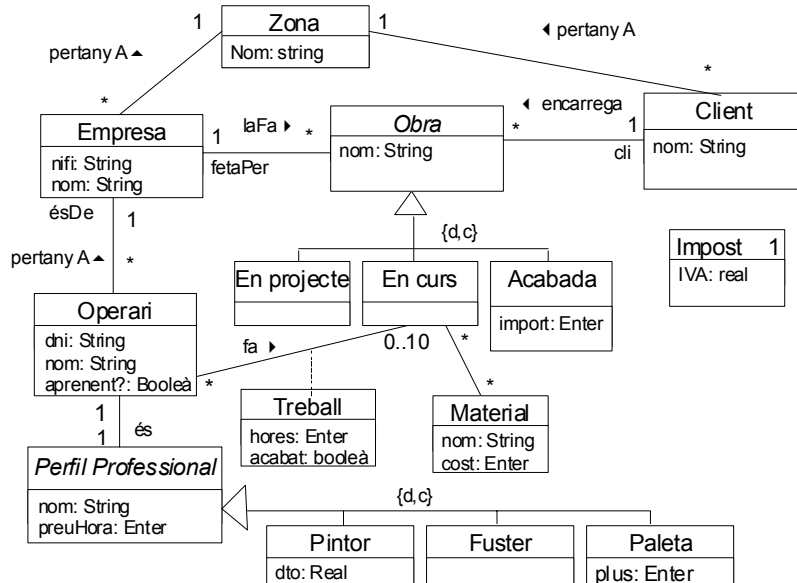 1
Zona
1
Nom: string
pertany A ▲
◄ pertany A
*
*
Empresa
nifi: String
nom: String
1
laFa ►
*
fetaPer
Obra
nom: String
◄ encarrega
*
1
cli
Client
nom: String
ésDe
1
pertany A ▲
*
{d,c}
En projecte
En curs
Acabada
import: Enter
Impost 1
IVA: real
Operari
dni: String
nom: String
aprenent?: Booleà
fa ►
0..10
*
*
*
Treball
hores: Enter
acabat: booleà
Material
nom: String
cost: Enter
1
és
1
Perfil Professional
nom: String
preuHora: Enter
{d,c}
Pintor
dto: Real
Fuster
Paleta
plus: Enter